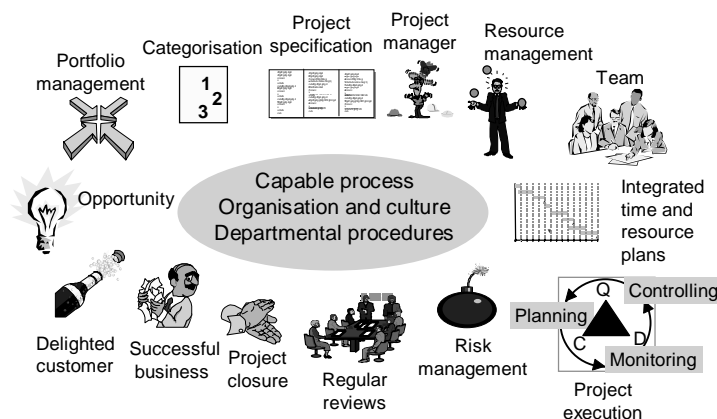 Portfolio
management
Categorisation
1
2
3
Project
specification
Project
manager
Resource
management
Team
Opportunity
Capable process
Organisation and culture
Departmental procedures
Integrated
time and
resource
plans
Delighted
customer
Successful
business
Project
closure
Regular
reviews
Risk
management
Q
Controlling
Planning
C
D
Monitoring
Project
execution